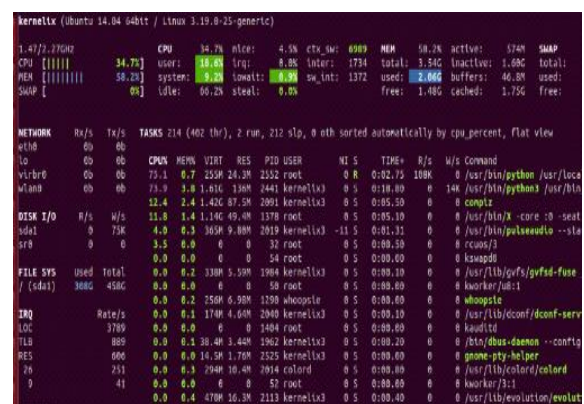 kernelix (Ubuntu 14.04 64bit / Linux 3.19.0-25-generic)
1.47/2.27GHz CPU 34.7% nice: 4.5% ctx_sw: 6909 MEM 58.2% active: 574M SWAP
CPU [||||| 34.7%] user: 18.6% irq: 0.0% inter: 1734 total: 3.54G inactive: 1.60G total:
MEM [||||||||| 58.2%] system: 9.2% iowait: 0.9% sw_int: 1372 used: 2.06G buffers: 46.8M used:
SWAP [ 0%] idle: 66.2% steal: 0.0% free: 1.48G cached: 1.75G free:
NETWORK Rx/s Tx/s TASKS 214 (402 thr), 2 run, 212 slp, 0 oth sorted automatically by cpu_percent, flat view
eth0 0b 0b
lo 0b 0b CPU% MEM% VIRT RES PID USER NI S TIME+ R/s W/s Command
virbr0 0b 0b 75.1 0.7 255M 24.3M 2552 root 0 R 0:02.75 108K 0 /usr/bin/python /usr/loca
wlan0 0b 0b 73.9 3.8 1.61G 136M 2441 kernelix3 0 S 0:18.80 0 14K /usr/bin/python3 /usr/bin
12.4 2.4 1.42G 87.5M 2091 kernelix3 0 S 0:05.50 0 0 compiz
DISK I/O R/s W/s 11.8 1.4 1.14G 49.4M 1378 root 0 S 0:05.10 0 0 /usr/bin/X -core :0 -seat
sda1 0 75K 4.0 0.3 365M 9.80M 2019 kernelix3 -11 S 0:01.31 0 0 /usr/bin/pulseaudio --sta
sr0 0 0 3.5 0.0 0 0 32 root 0 S 0:00.50 0 0 rcuos/3
0.0 0.0 0 0 54 root 0 S 0:00.00 0 0 kswapd0
FILE SYS Used Total 0.0 0.2 338M 5.59M 1984 kernelix3 0 S 0:00.10 0 0 /usr/lib/gvfs/gvfsd-fuse
/ (sda1) 308G 458G 0.0 0.0 0 0 50 root 0 S 0:00.00 0 0 kworker/u8:1
0.0 0.2 256M 6.98M 1290 whoopsie 0 S 0:00.00 0 0 whoopsie
IRQ Rate/s 0.0 0.1 174M 4.64M 2040 kernelix3 0 S 0:00.10 0 0 /usr/lib/dconf/dconf-serv
LOC 3789 0.0 0.0 0 0 1404 root 0 S 0:00.00 0 0 kauditd
TLB 889 0.0 0.1 38.4M 3.44M 1962 kernelix3 0 S 0:00.20 0 0 /bin/dbus-daemon --config
RES 606 0.0 0.0 14.5M 1.76M 2525 kernelix3 0 S 0:00.00 0 0 gnome-pty-helper
26 251 0.0 0.3 294M 10.4M 2014 colord 0 S 0:00.00 0 0 /usr/lib/colord/colord
9 41 0.0 0.0 0 0 52 root 0 S 0:00.00 0 0 kworker/3:1
0.0 0.4 470M 16.3M 2113 kernelix3 0 S 0:00.40 0 0 /usr/lib/evolution/evolut